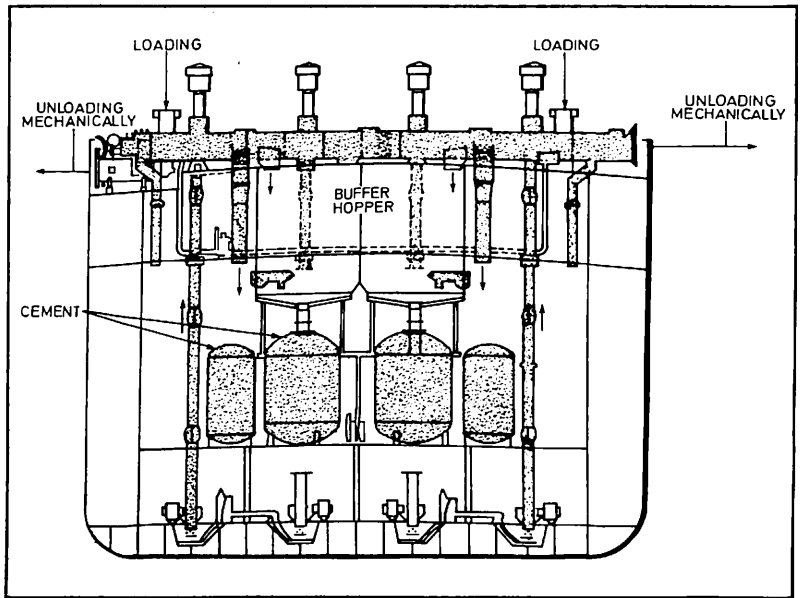 LOADING
LOADING
UNLOADING
MECHANICALLY
UNLOADING
MECHANICALLY
BUFFER
HOPPER
CEMENT